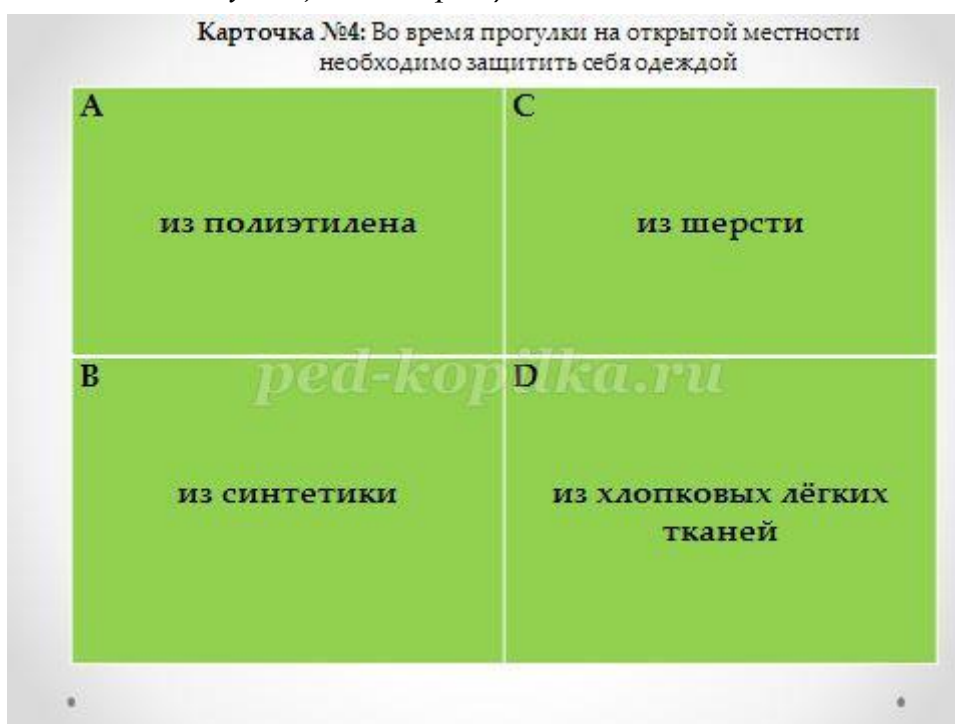 Карточка №4: Во время прогулки на открытой местности
необходимо защитить себя одеждой
A
из полиэтилена
C
из шерсти
B
из синтетики
D
из хлопковых лёгких
тканей
ped-kopilka.ru